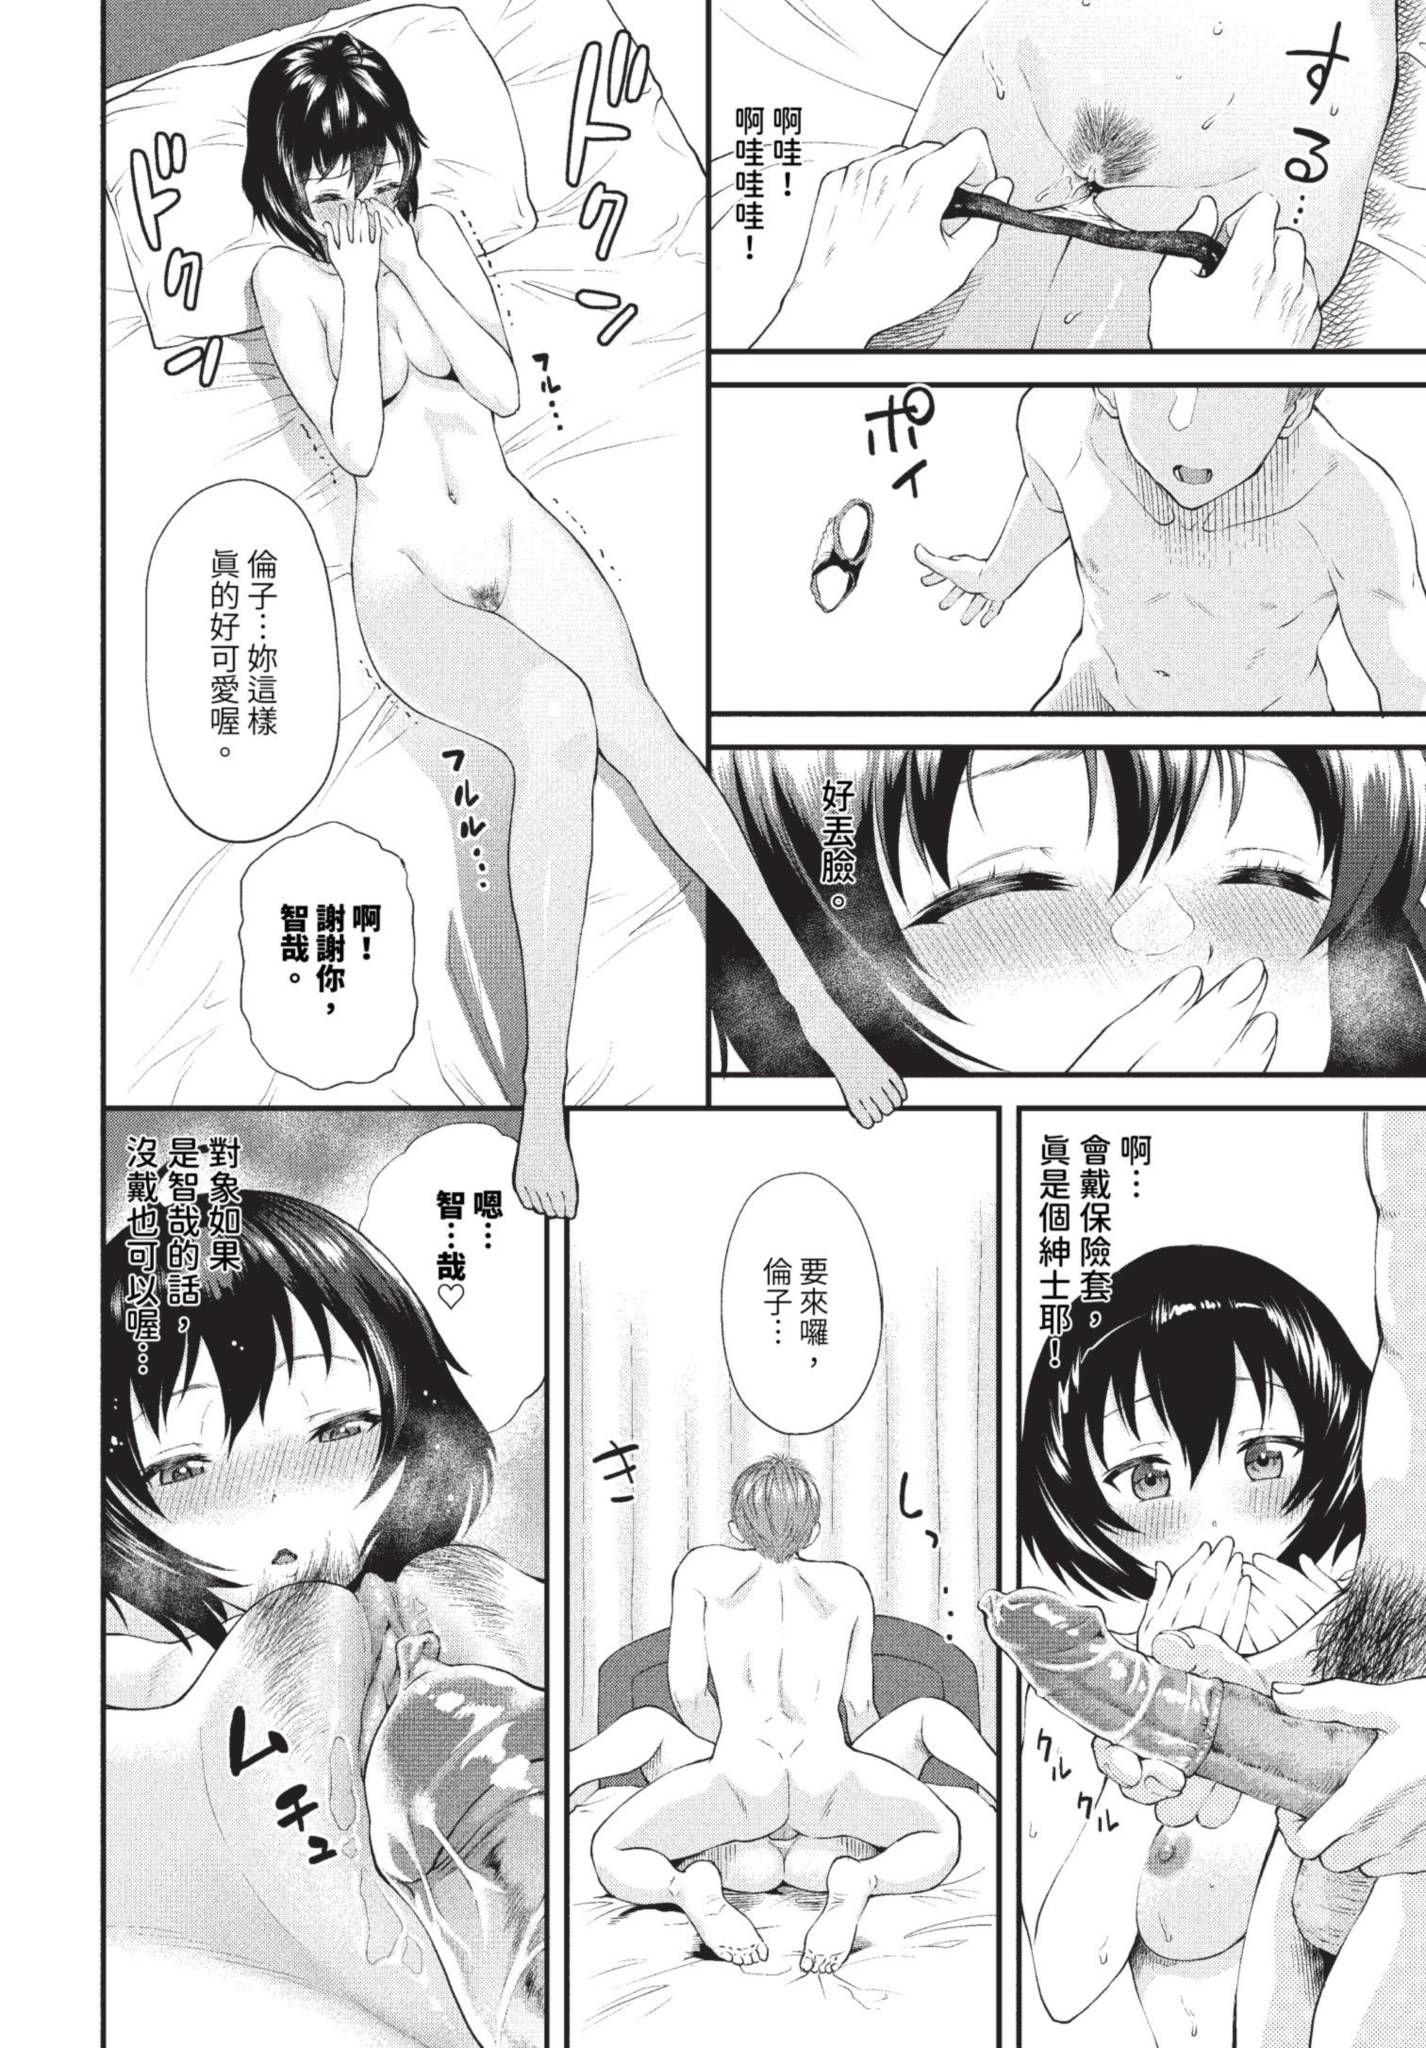 する…
啊哇！
啊哇哇哇！
ポイ
好丟臉。
ドクン
ドクン
フル…
倫子…妳這樣
眞的好可愛喔。
フルル…
啊！
謝謝你，
智哉。
啊…
會戴保險套，
眞是個紳士耶！
クル
クル
要來囉，
倫子…
しっ…
嗯…
智…哉♡
對象如果
是智哉的話，
沒戴也可以喔…
ムチュ